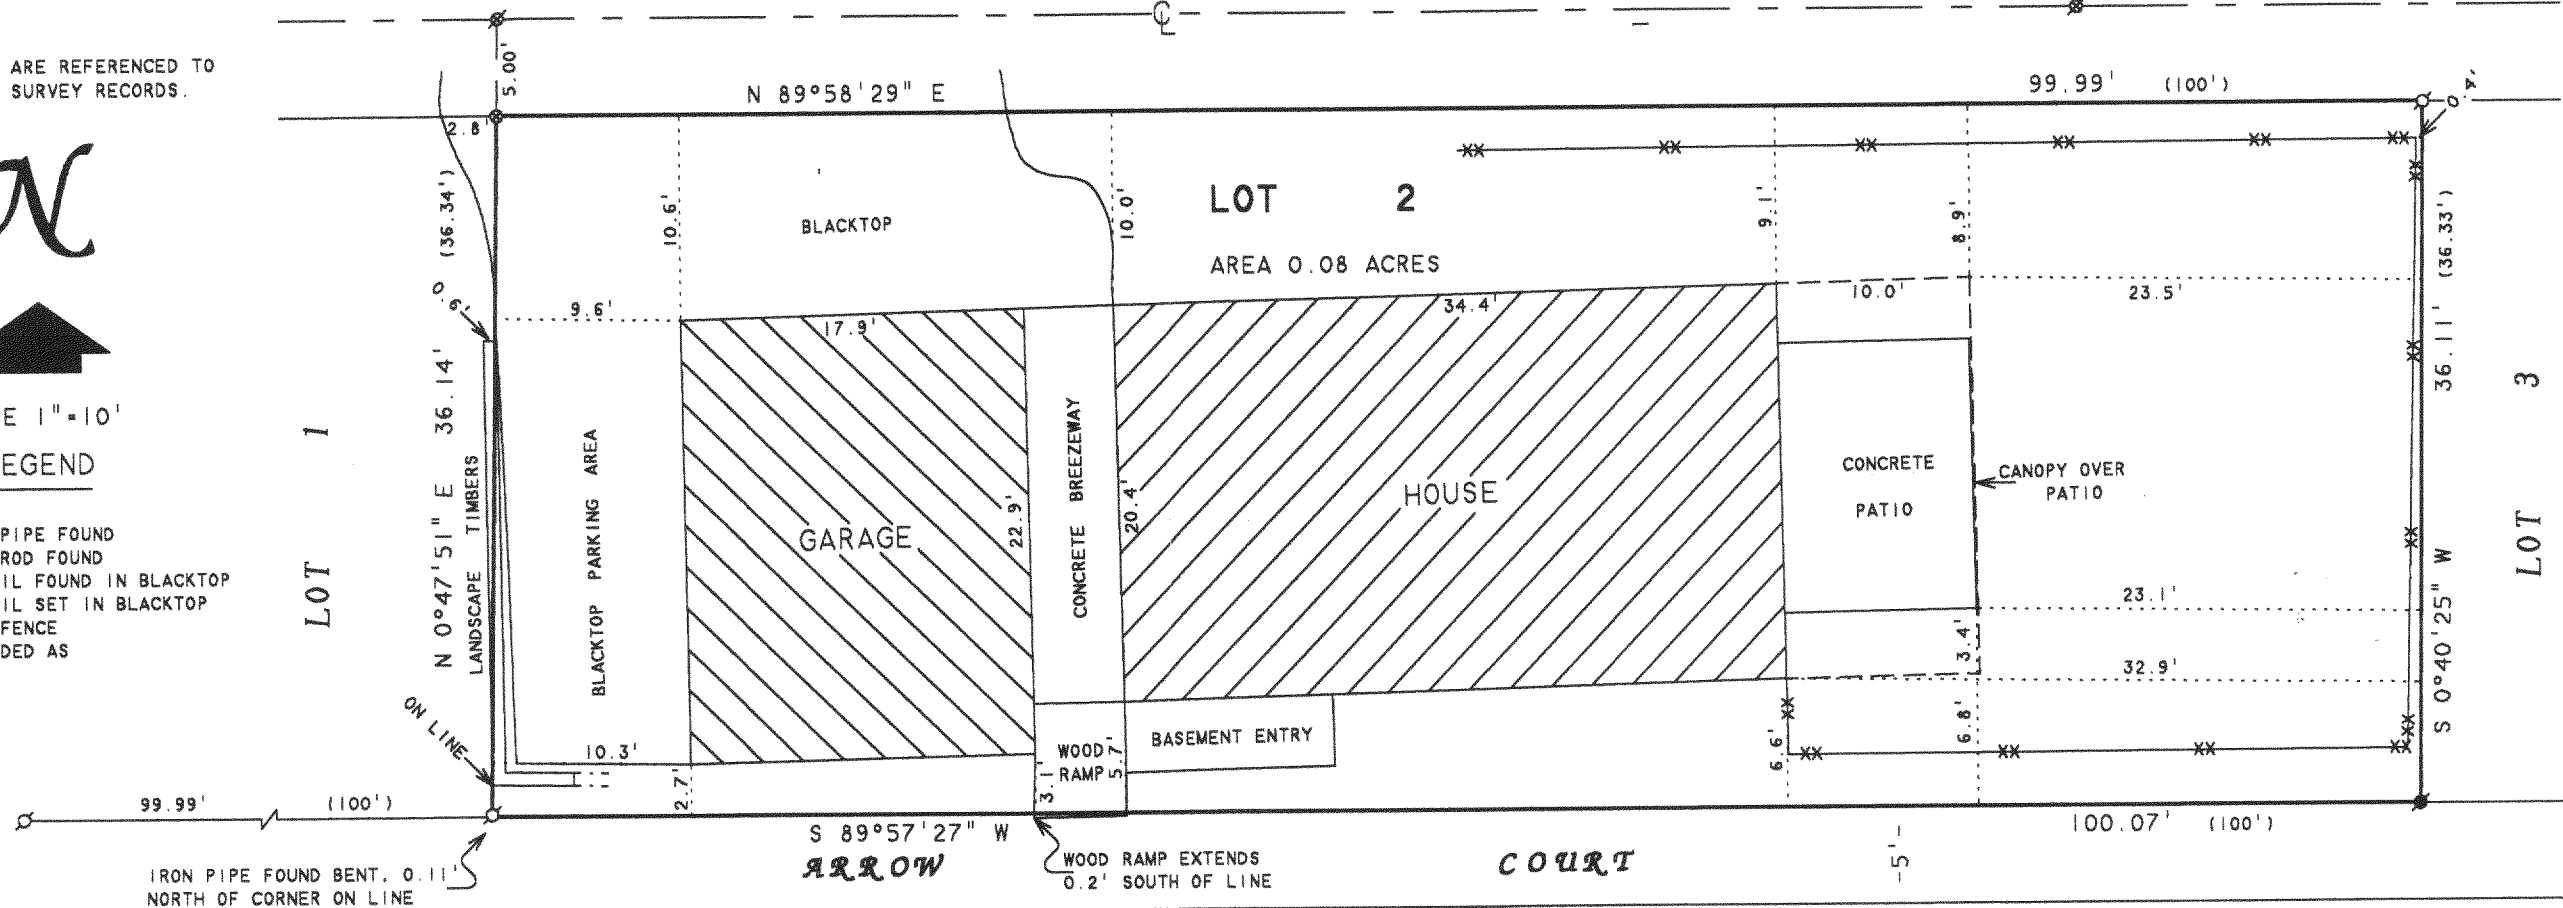 ARE REFERENCED TO
SURVEY RECORDS.
N
E 1"=10'
EGEND
PIPE FOUND
ROD FOUND
IL FOUND IN BLACKTOP
IL SET IN BLACKTOP
FENCE
DED AS
℄
5.00'
N 89°58'29" E
99.99' (100')
2.8'
(36.34')
10.6'
BLACKTOP
10.0'
LOT 2
AREA 0.08 ACRES
9.1'
8.9'
(36.33')
0.6'
9.6'
17.9'
34.4'
10.0'
23.5'
36.11'
LOT 1
N 0°47'51" E 36.14'
LANDSCAPE TIMBERS
BLACKTOP PARKING AREA
GARAGE
22.9'
CONCRETE BREEZEWAY
20.4'
HOUSE
CONCRETE
PATIO
CANOPY OVER
PATIO
LOT 3
S 0°40'25" W
23.1'
3.4'
32.9'
ON LINE
10.3'
2.7'
3.1'
WOOD
RAMP
5.7'
BASEMENT ENTRY
6.6'
6.8'
99.99' (100')
S 89°57'27" W
100.07' (100')
IRON PIPE FOUND BENT, 0.11'
NORTH OF CORNER ON LINE
ARROW COURT
WOOD RAMP EXTENDS
0.2' SOUTH OF LINE
-5'-